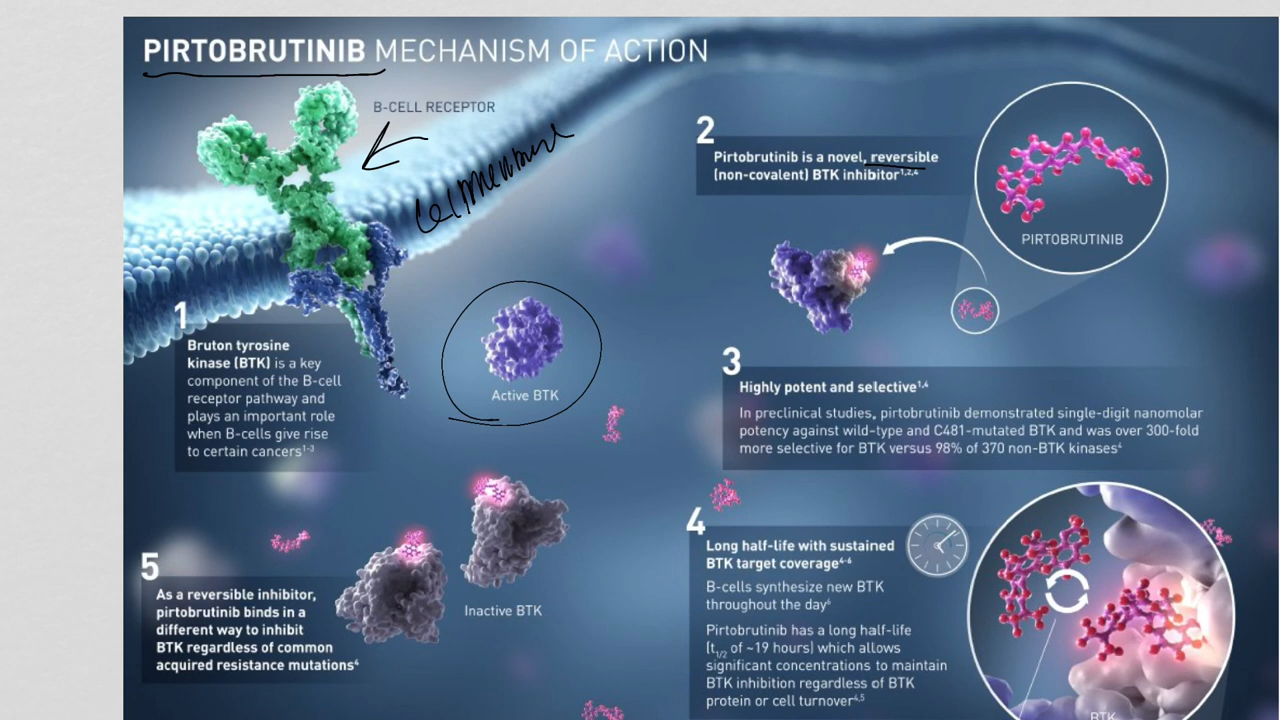 PIRTOBRUTINIB MECHANISM OF ACTION
B-CELL RECEPTOR
Cell Membrane
1
Bruton tyrosine
kinase (BTK) is a key
component of the B-cell
receptor pathway and
plays an important role
when B-cells give rise
to certain cancers¹⁻³
Active BTK
2
Pirtobrutinib is a novel, reversible
(non-covalent) BTK inhibitor¹,²,⁴
PIRTOBRUTINIB
3
Highly potent and selective¹,⁴
In preclinical studies, pirtobrutinib demonstrated single-digit nanomolar
potency against wild-type and C481-mutated BTK and was over 300-fold
more selective for BTK versus 98% of 370 non-BTK kinases⁴
4
Long half-life with sustained
BTK target coverage⁴⁻⁶
B-cells synthesize new BTK
throughout the day⁶
Pirtobrutinib has a long half-life
(t1/2 of ~19 hours) which allows
significant concentrations to maintain
BTK inhibition regardless of BTK
protein or cell turnover⁴,⁵
BTK
5
As a reversible inhibitor,
pirtobrutinib binds in a
different way to inhibit
BTK regardless of common
acquired resistance mutations⁴
Inactive BTK